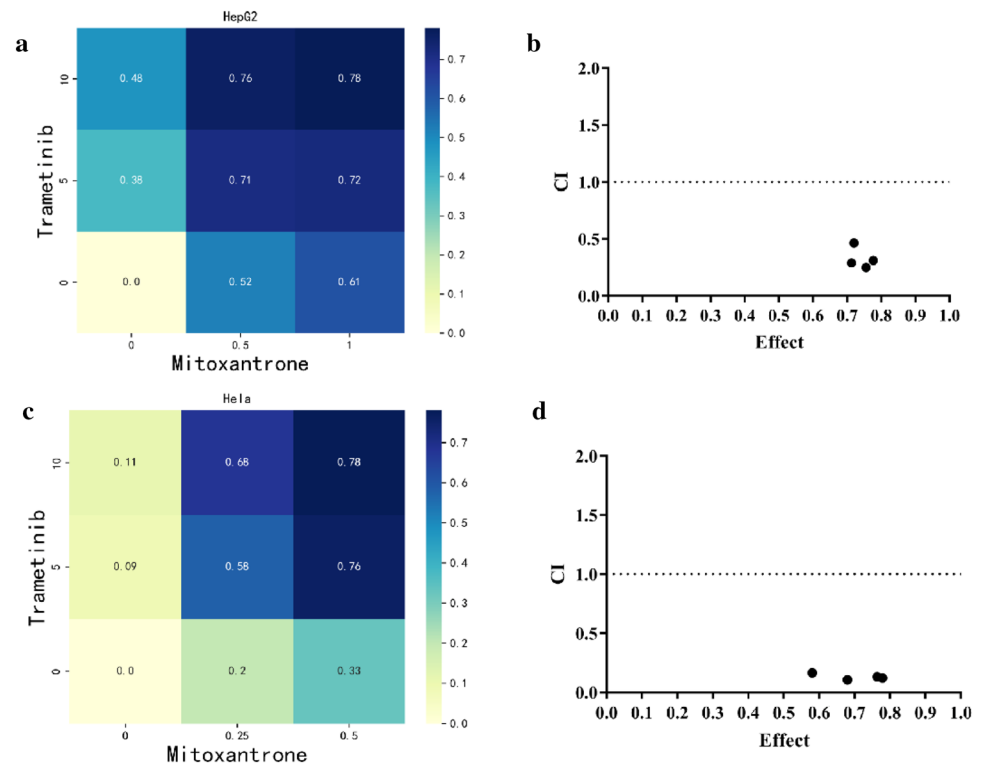 a
HepG2
Trametinib
10
5
0
0.48 0.76 0.78
0.38 0.71 0.72
0.0 0.52 0.61
0 0.5 1
Mitoxantrone
0.7
0.6
0.5
0.4
0.3
0.2
0.1
0.0
b
CI
2.0
1.5
1.0
0.5
0.0
0.0 0.1 0.2 0.3 0.4 0.5 0.6 0.7 0.8 0.9 1.0
Effect
c
Hela
Trametinib
10
5
0
0.11 0.68 0.78
0.09 0.58 0.76
0.0 0.2 0.33
0 0.25 0.5
Mitoxantrone
0.7
0.6
0.5
0.4
0.3
0.2
0.1
0.0
d
CI
2.0
1.5
1.0
0.5
0.0
0.0 0.1 0.2 0.3 0.4 0.5 0.6 0.7 0.8 0.9 1.0
Effect